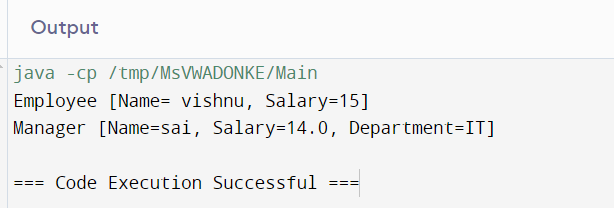 Output
java -cp /tmp/MsVWADONKE/Main
Employee [Name= vishnu, Salary=15]
Manager [Name=sai, Salary=14.0, Department=IT]
=== Code Execution Successful ===